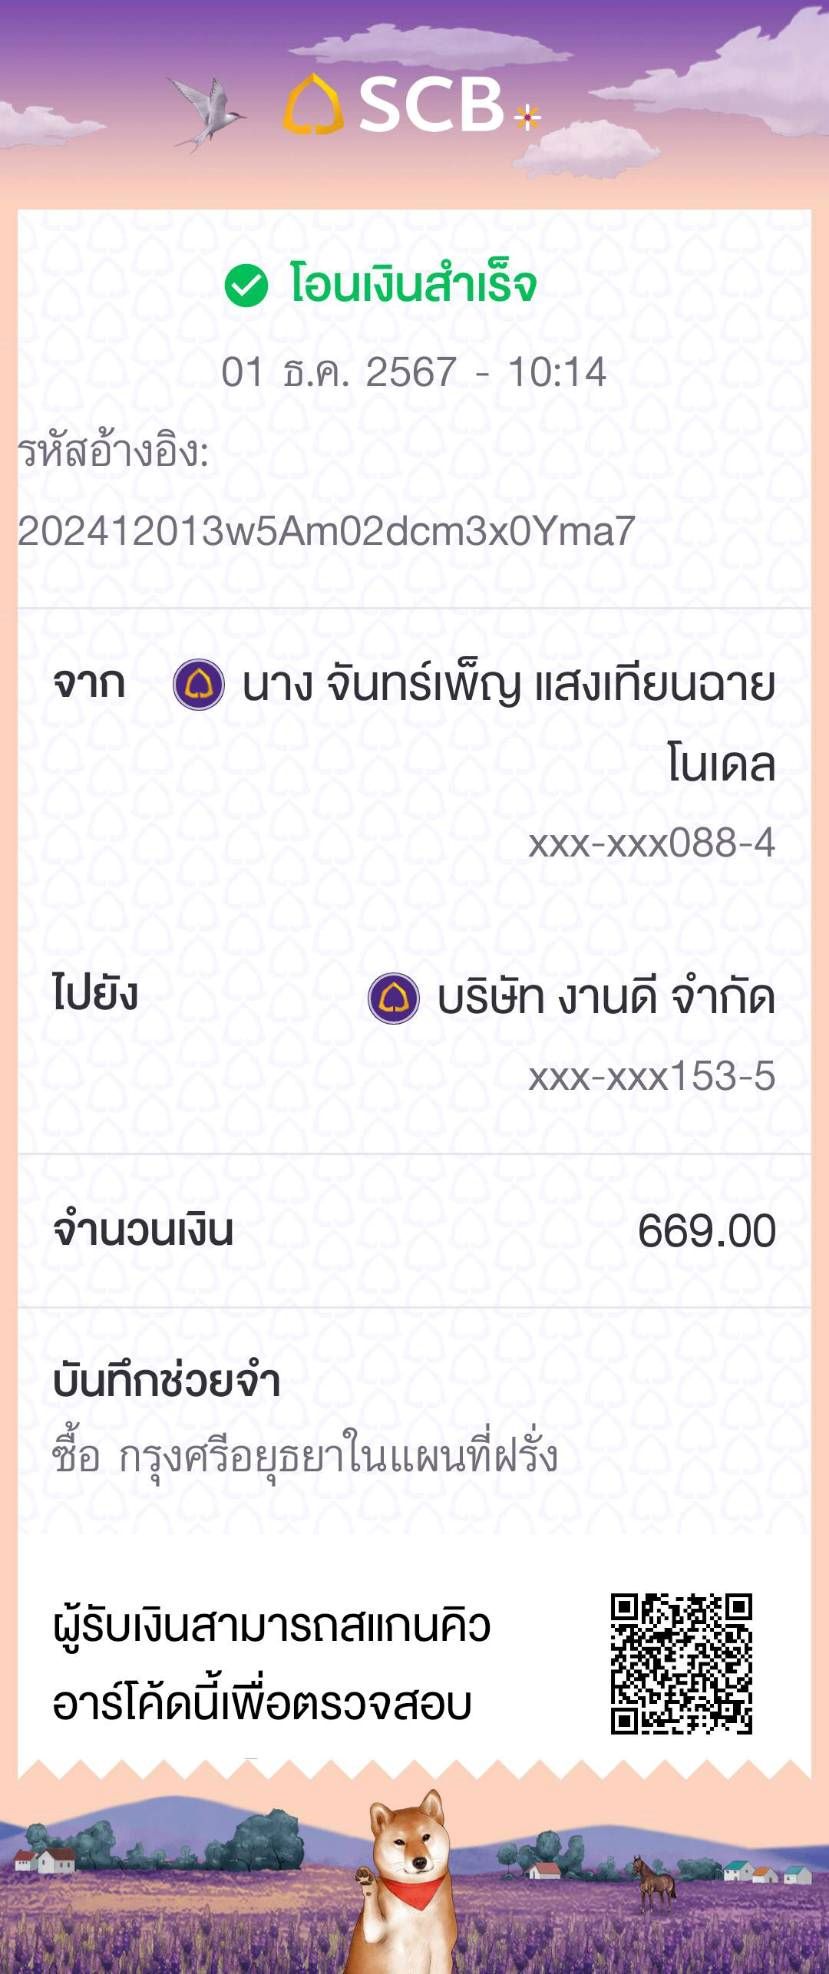 SCB
โอนเงินสำเร็จ
01 ธ.ค. 2567 - 10:14
รหัสอ้างอิง:
202412013w5Am02dcm3x0Yma7
จาก นาง จันทร์เพ็ญ แสงเทียนฉาย
โนเดล
xxx-xxx088-4
ไปยัง บริษัท งานดี จำกัด
xxx-xxx153-5
จำนวนเงิน 669.00
บันทึกช่วยจำ
ซื้อ กรุงศรีอยุธยาในแผนที่ฝรั่ง
ผู้รับเงินสามารถสแกนคิว
อาร์โค้ดนี้เพื่อตรวจสอบ